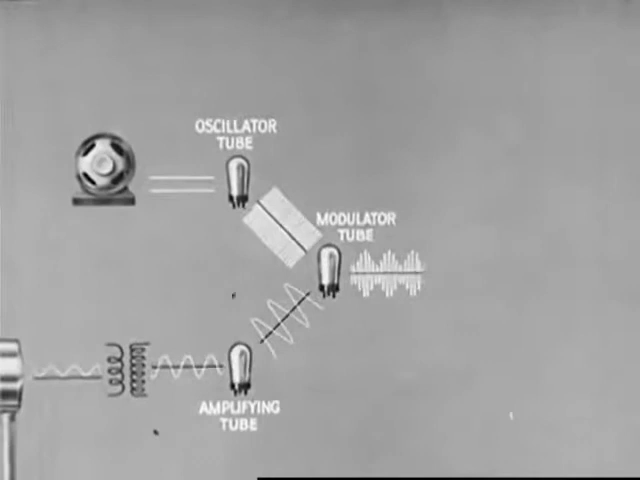 OSCILLATOR
TUBE
MODULATOR
TUBE
AMPLIFYING
TUBE